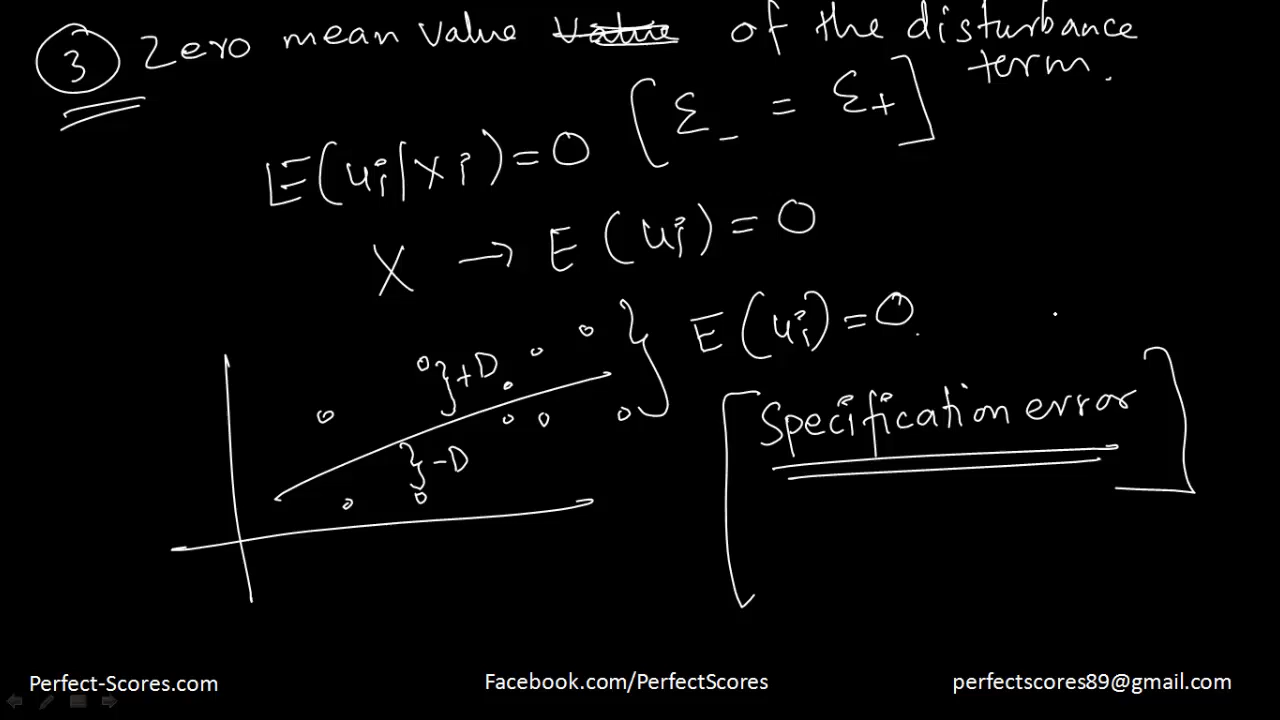 3 Zero mean value value of the disturbance term.
E(ui|xi) = 0 [Σ_ = Σ+]
X → E(ui) = 0
} E(ui) = 0.
}+D
}-D
[Specification error]
Perfect-Scores.com
Facebook.com/PerfectScores
perfectscores89@gmail.com